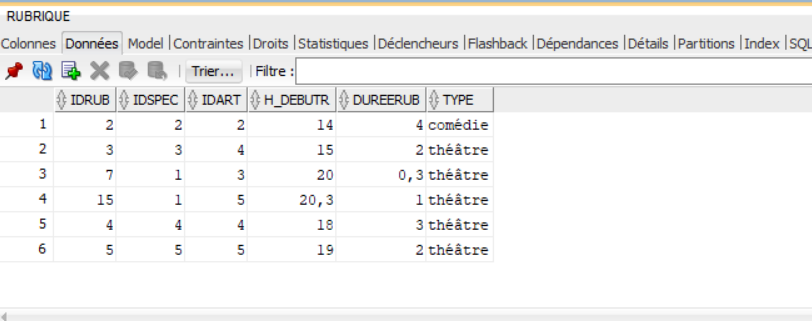 RUBRIQUE
Colonnes Données Model |Contraintes |Droits |Statistiques |Déclencheurs |Flashback |Dépendances |Détails |Partitions |Index |SQL
Trier... Filtre :
IDRUB IDSPEC IDART H_DEBUTR DUREERUB TYPE
1 2 2 2 14 4 comédie
2 3 3 4 15 2 théâtre
3 7 1 3 20 0,3 théâtre
4 15 1 5 20,3 1 théâtre
5 4 4 4 18 3 théâtre
6 5 5 5 19 2 théâtre